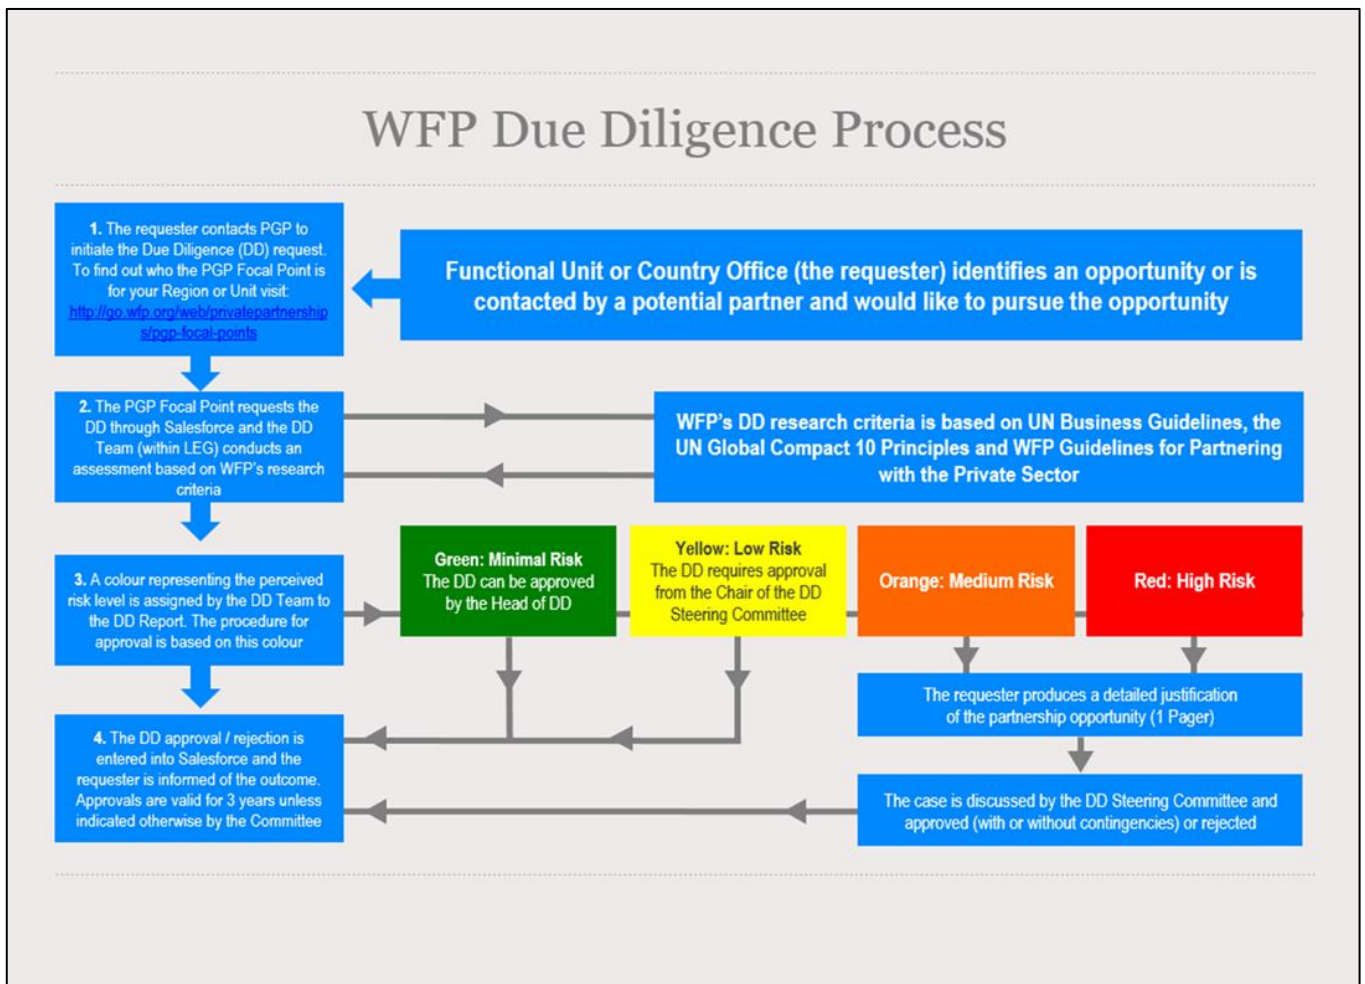 WFP Due Diligence Process
1. The requester contacts PGP to
initiate the Due Diligence (DD) request.
To find out who the PGP Focal Point is
for your Region or Unit visit:
http://go.wfp.org/web/privatepartnership
s/pgp-focal-points
Functional Unit or Country Office (the requester) identifies an opportunity or is
contacted by a potential partner and would like to pursue the opportunity
2. The PGP Focal Point requests the
DD through Salesforce and the DD
Team (within LEG) conducts an
assessment based on WFP's research
criteria
WFP's DD research criteria is based on UN Business Guidelines, the
UN Global Compact 10 Principles and WFP Guidelines for Partnering
with the Private Sector
3. A colour representing the perceived
risk level is assigned by the DD Team to
the DD Report. The procedure for
approval is based on this colour
Green: Minimal Risk
The DD can be approved
by the Head of DD
Yellow: Low Risk
The DD requires approval
from the Chair of the DD
Steering Committee
Orange: Medium Risk
Red: High Risk
The requester produces a detailed justification
of the partnership opportunity (1 Pager)
4. The DD approval / rejection is
entered into Salesforce and the
requester is informed of the outcome.
Approvals are valid for 3 years unless
indicated otherwise by the Committee
The case is discussed by the DD Steering Committee and
approved (with or without contingencies) or rejected